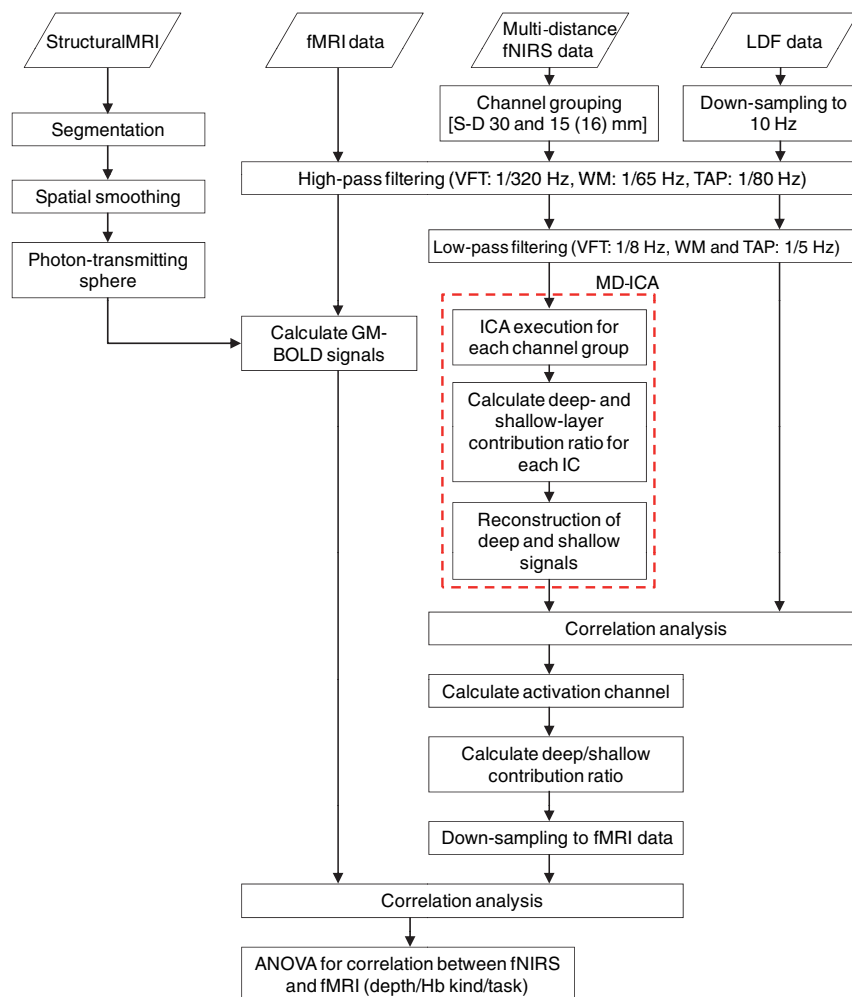 StructuralMRI
fMRI data
Multi-distance
fNIRS data
LDF data
Segmentation
Spatial smoothing
Photon-transmitting
sphere
Channel grouping
[S-D 30 and 15 (16) mm]
Down-sampling to
10 Hz
High-pass filtering (VFT: 1/320 Hz, WM: 1/65 Hz, TAP: 1/80 Hz)
Low-pass filtering (VFT: 1/8 Hz, WM and TAP: 1/5 Hz)
MD-ICA
Calculate GM-
BOLD signals
ICA execution for
each channel group
Calculate deep- and
shallow-layer
contribution ratio for
each IC
Reconstruction of
deep and shallow
signals
Correlation analysis
Calculate activation channel
Calculate deep/shallow
contribution ratio
Down-sampling to fMRI data
Correlation analysis
ANOVA for correlation between fNIRS
and fMRI (depth/Hb kind/task)